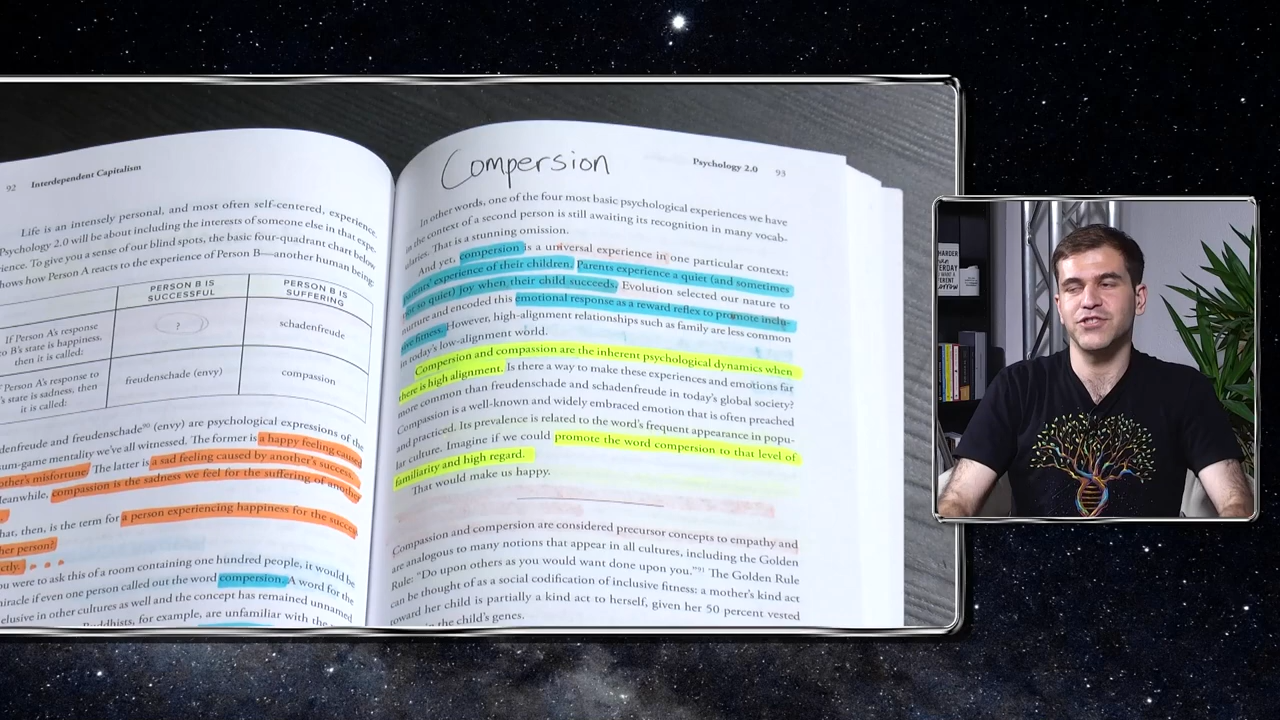 92 Interdependent Capitalism
Life is an intensely personal, and most often self-centered, experience.
Psychology 2.0 will be about including the interests of someone else in that expe-
rience. To give you a sense of our blind spots, the basic four-quadrant chart below
shows how Person A reacts to the experience of Person B—another human being.
PERSON B IS SUCCESSFUL
PERSON B IS SUFFERING
If Person A's response
to B's state is happiness,
then it is called:
?
schadenfreude
Person A's response to
state is sadness, then
it is called:
freudenschade (envy)
compassion
freudenschade⁹⁰ (envy) are psychological expressions of the
mentality we've all witnessed. The former is a happy feeling caused
misfortune. The latter is a sad feeling caused by another's success.
compassion is the sadness we feel for the suffering of another
then, is the term for a person experiencing happiness for the success
person?
were to ask this of a room containing one hundred people, it would be
if even one person called out the word compersion. A word for the
elusive in other cultures as well and the concept has remained unnamed
Buddhists, for example, are unfamiliar with the
Compersion
Psychology 2.0 93
In other words, one of the four most basic psychological experiences we have
in the context of a second person is still awaiting its recognition in many vocab-
ularies. That is a stunning omission.
And yet, compersion is a universal experience in one particular context:
parents' experience of their children. Parents experience a quiet (and sometimes
not so quiet) joy when their child succeeds. Evolution selected our nature to
nurture and encoded this emotional response as a reward reflex to promote inclu-
sive fitness. However, high-alignment relationships such as family are less common
in today's low-alignment world.
Compersion and compassion are the inherent psychological dynamics when
there is high alignment. Is there a way to make these experiences and emotions far
more common than freudenschade and schadenfreude in today's global society?
Compassion is a well-known and widely embraced emotion that is often preached
and practiced. Its prevalence is related to the word's frequent appearance in popu-
lar culture. Imagine if we could promote the word compersion to that level of
familiarity and high regard.
That would make us happy.
Compassion and compersion are considered precursor concepts to empathy and
are analogous to many notions that appear in all cultures, including the Golden
Rule: "Do upon others as you would want done upon you."⁹¹ The Golden Rule
can be thought of as a social codification of inclusive fitness: a mother's kind act
toward her child is partially a kind act to herself, given her 50 percent vested
in the child's genes.